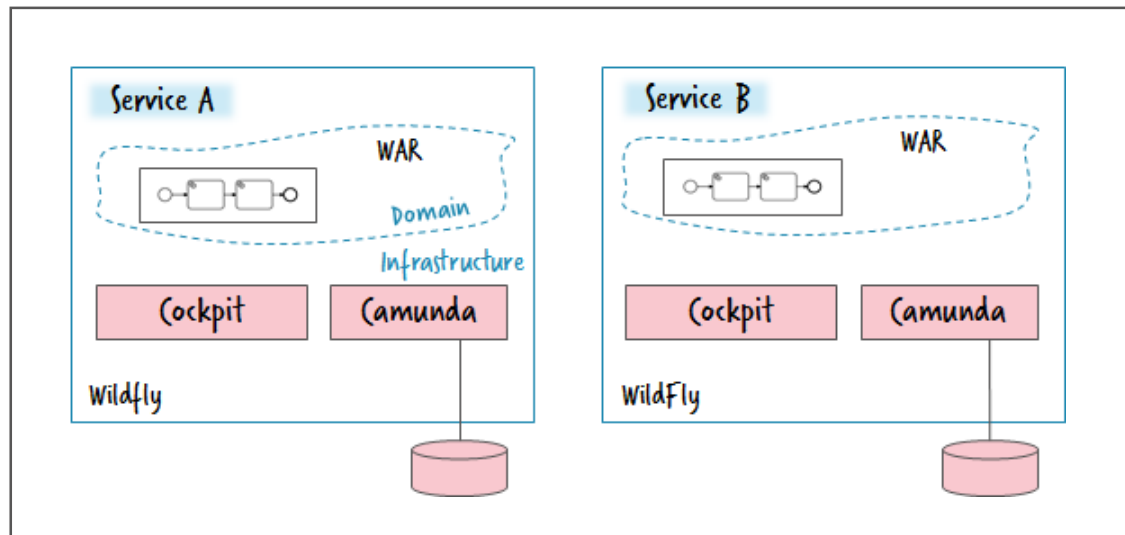 Service A
WAR
Domain
Infrastructure
Cockpit
Camunda
Wildfly
Service B
WAR
Cockpit
Camunda
WildFly